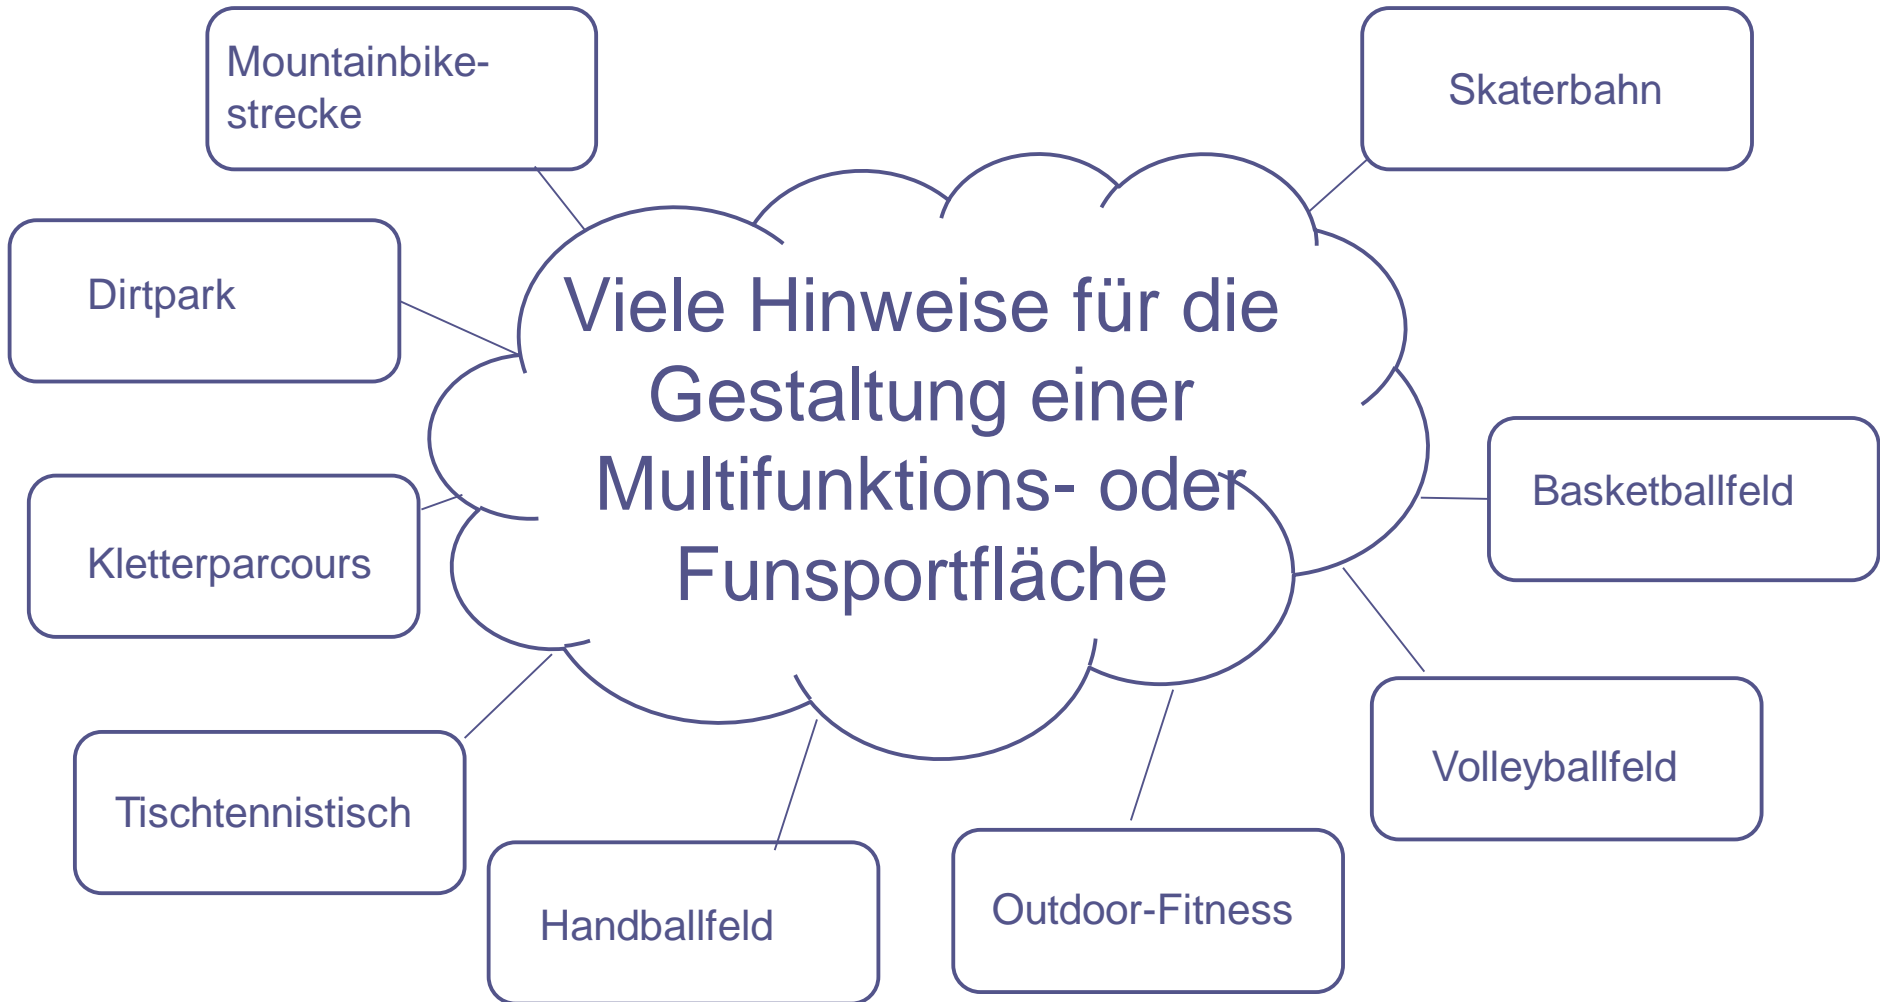 Mountainbike-
strecke
Skaterbahn
Dirtpark
Viele Hinweise für die
Gestaltung einer
Multifunktions- oder
Funsportfläche
Basketballfeld
Kletterparcours
Volleyballfeld
Tischtennistisch
Handballfeld
Outdoor-Fitness